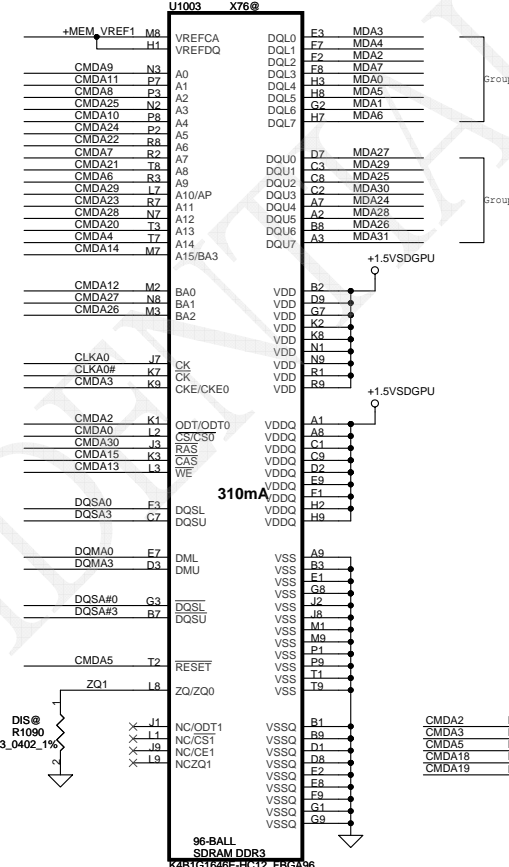 U1003 X76@
+MEM_VREF1 M8 VREFCA
H1 VREFDQ
CMDA9 N3 A0
CMDA11 P7 A1
CMDA8 P3 A2
CMDA25 N2 A3
CMDA10 P8 A4
CMDA24 P2 A5
CMDA22 R8 A6
CMDA7 R2 A7
CMDA21 T8 A8
CMDA6 R3 A9
CMDA29 L7 A10/AP
CMDA23 R7 A11
CMDA28 N7 A12
CMDA20 T3 A13
CMDA4 T7 A14
CMDA14 M7 A15/BA3
CMDA12 M2 BA0
CMDA27 N8 BA1
CMDA26 M3 BA2
CLKA0 J7 CK
CLKA0# K7 CK
CMDA3 K9 CKE/CKE0
CMDA2 K1 ODT/ODT0
CMDA0 L2 CS/CS0
CMDA30 J3 RAS
CMDA15 K3 CAS
CMDA13 L3 WE
DQSA0 F3 DQSL
DQSA3 C7 DQSU
DQMA0 E7 DML
DQMA3 D3 DMU
DQSA#0 G3 DQSL
DQSA#3 B7 DQSU
CMDA5 T2 RESET
ZQ1 L8 ZQ/ZQ0
1
DIS@
R1090
3_0402_1%
2
J1 NC/ODT1
L1 NC/CS1
J9 NC/CE1
L9 NCZQ1
310mA
DQL0 E3 MDA3
DQL1 F7 MDA4
DQL2 F2 MDA2
DQL3 F8 MDA7
DQL4 H3 MDA0
DQL5 H8 MDA5
DQL6 G2 MDA1
DQL7 H7 MDA6
Group
DQU0 D7 MDA27
DQU1 C3 MDA29
DQU2 C8 MDA25
DQU3 C2 MDA30
DQU4 A7 MDA24
DQU5 A2 MDA28
DQU6 B8 MDA26
DQU7 A3 MDA31
Group
+1.5VSDGPU
VDD B2
VDD D9
VDD G7
VDD K2
VDD K8
VDD N1
VDD N9
VDD R1
VDD R9
+1.5VSDGPU
VDDQ A1
VDDQ A8
VDDQ C1
VDDQ C9
VDDQ D2
VDDQ E9
VDDQ F1
VDDQ H2
VDDQ H9
VSS A9
VSS B3
VSS E1
VSS G8
VSS J2
VSS J8
VSS M1
VSS M9
VSS P1
VSS P9
VSS T1
VSS T9
VSSQ B1
VSSQ B9
VSSQ D1
VSSQ D8
VSSQ E2
VSSQ E8
VSSQ F9
VSSQ G1
VSSQ G9
CMDA2
CMDA3
CMDA5
CMDA18
CMDA19
96-BALL
SDRAM DDR3
K4B1G1646E-HC12_FBGA96